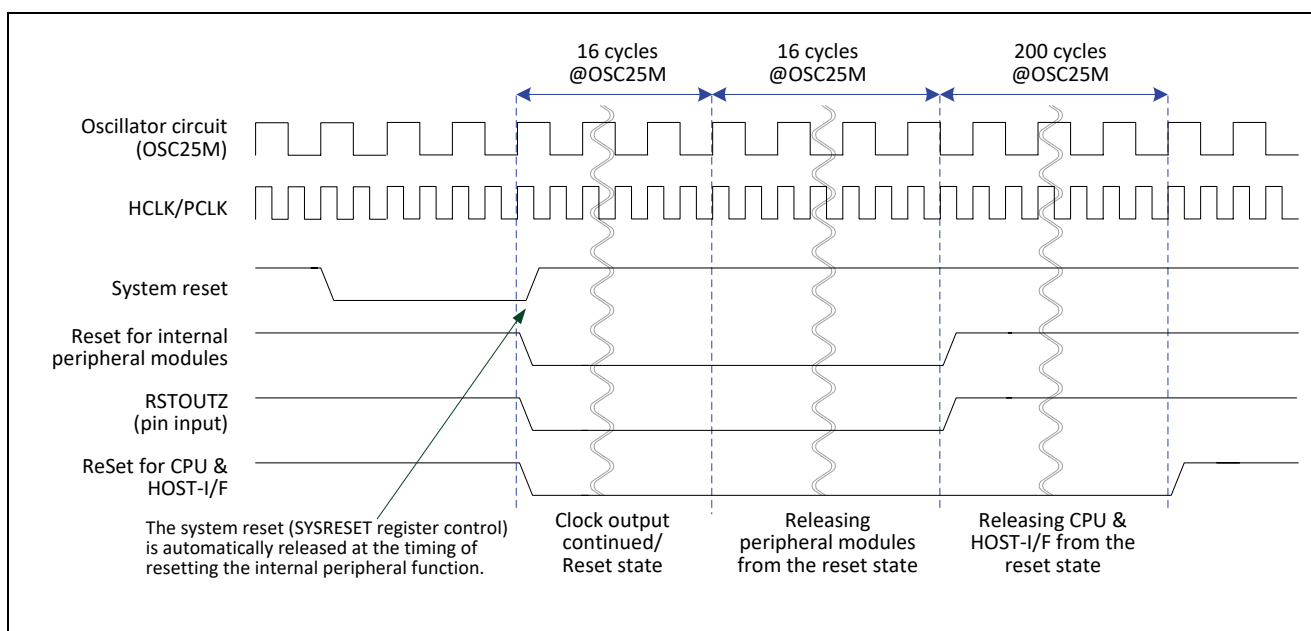 16 cycles
@OSC25M
16 cycles
@OSC25M
200 cycles
@OSC25M
Oscillator circuit
(OSC25M)
HCLK/PCLK
System reset
Reset for internal
peripheral modules
RSTOUTZ
(pin input)
ReSet for CPU &
HOST-I/F
The system reset (SYSRESET register control)
is automatically released at the timing of
resetting the internal peripheral function.
Clock output
continued/
Reset state
Releasing
peripheral modules
from the reset state
Releasing CPU &
HOST-I/F from the
reset state